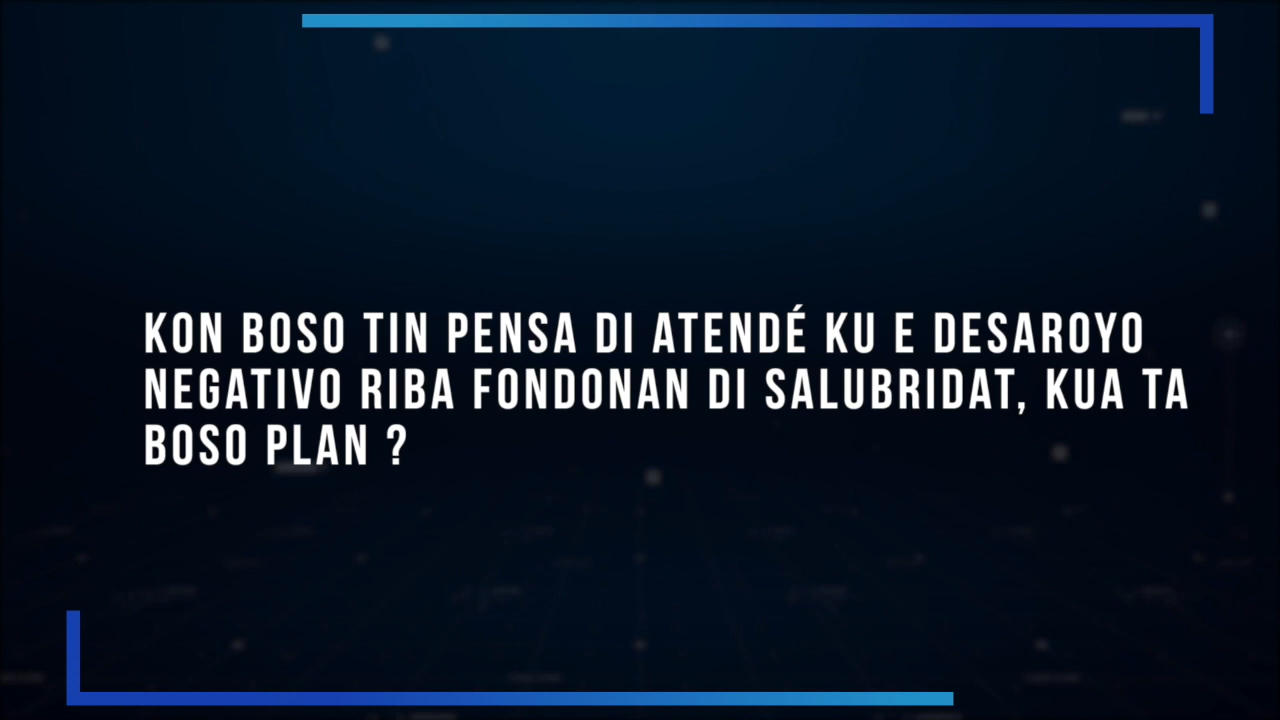 KON BOSO TIN PENSA DI ATENDÉ KU E DESAROYO
NEGATIVO RIBA FONDONAN DI SALUBRIDAT, KUA TA
BOSO PLAN ?